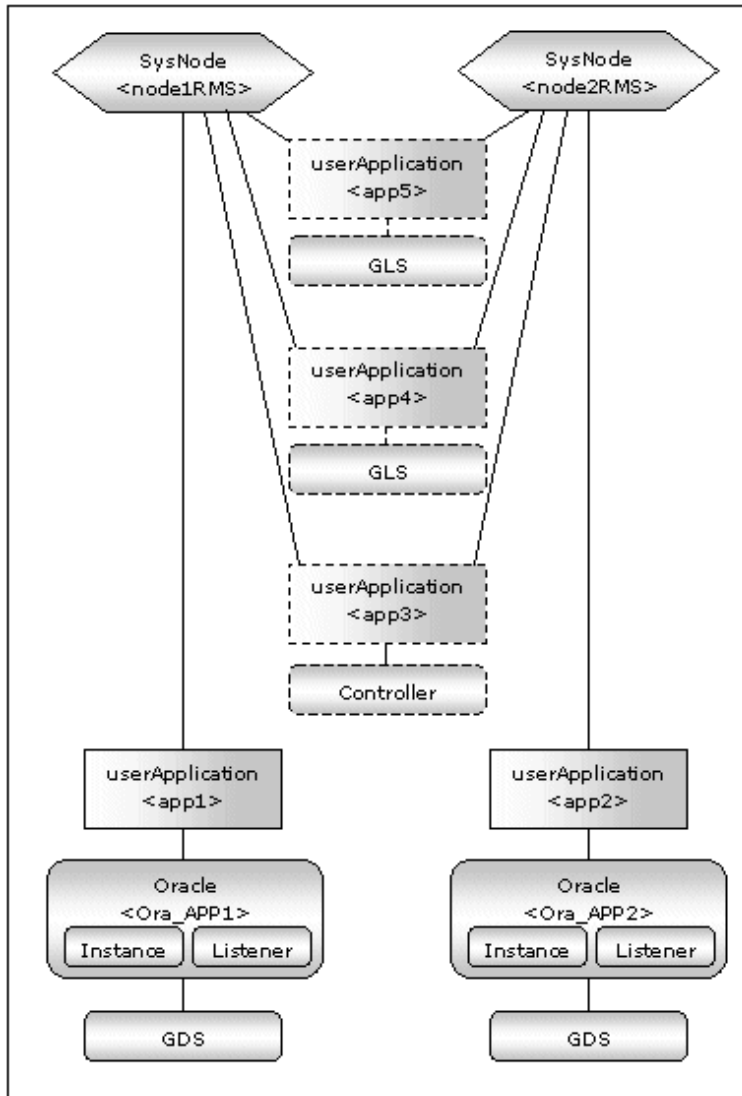 SysNode
<node1RMS>
SysNode
<node2RMS>
userApplication
<app5>
GLS
userApplication
<app4>
GLS
userApplication
<app3>
Controller
userApplication
<app1>
userApplication
<app2>
Oracle
<Ora_APP1>
Instance
Listener
Oracle
<Ora_APP2>
Instance
Listener
GDS
GDS